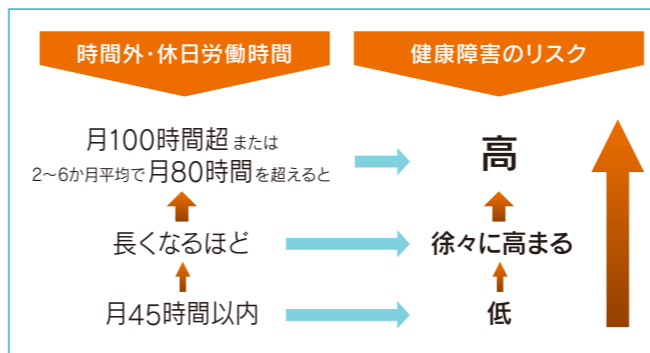 時間外・休日労働時間
健康障害のリスク
月100時間超または
2〜6か月平均で月80時間を超えると
高
長くなるほど
徐々に高まる
月45時間以内
低